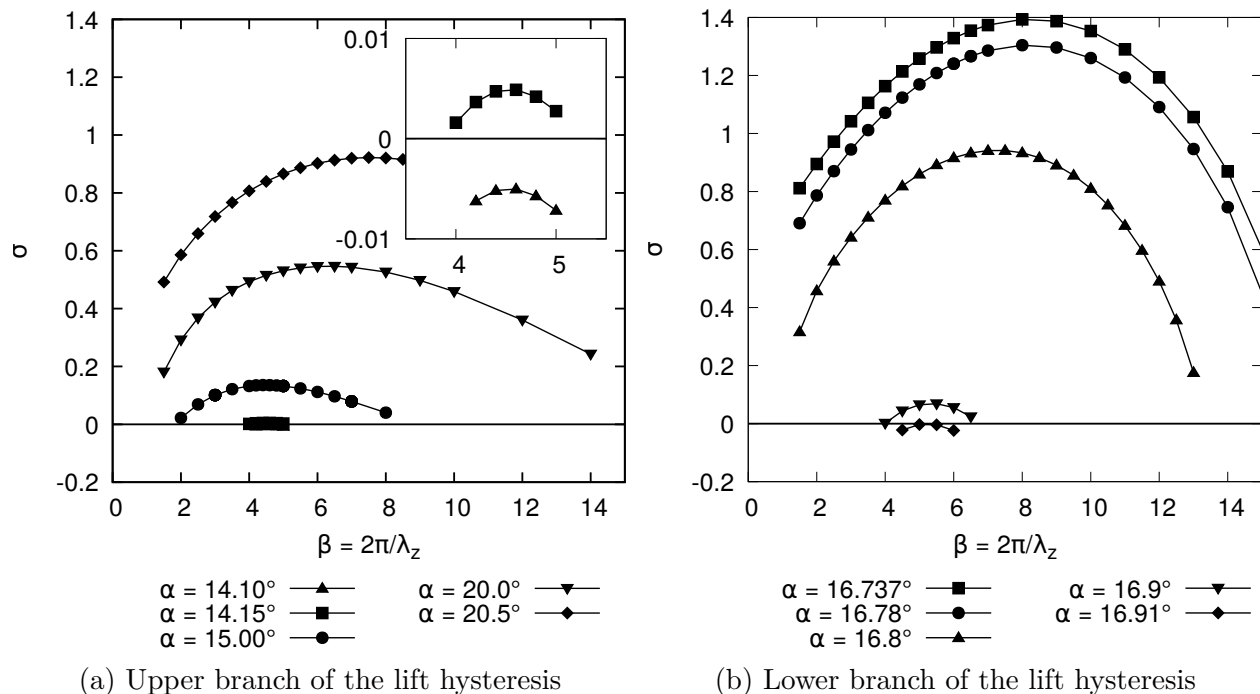 1.4
1.2
1
0.8
0.6
0.4
0.2
0
-0.2
σ
0 2 4 6 8 10 12 14
β = 2π/λz
0.01
0
-0.01
4 5
α = 14.10° α = 20.0°
α = 14.15° α = 20.5°
α = 15.00°
(a) Upper branch of the lift hysteresis
1.4
1.2
1
0.8
0.6
0.4
0.2
0
-0.2
σ
0 2 4 6 8 10 12 14
β = 2π/λz
α = 16.737° α = 16.9°
α = 16.78° α = 16.91°
α = 16.8°
(b) Lower branch of the lift hysteresis